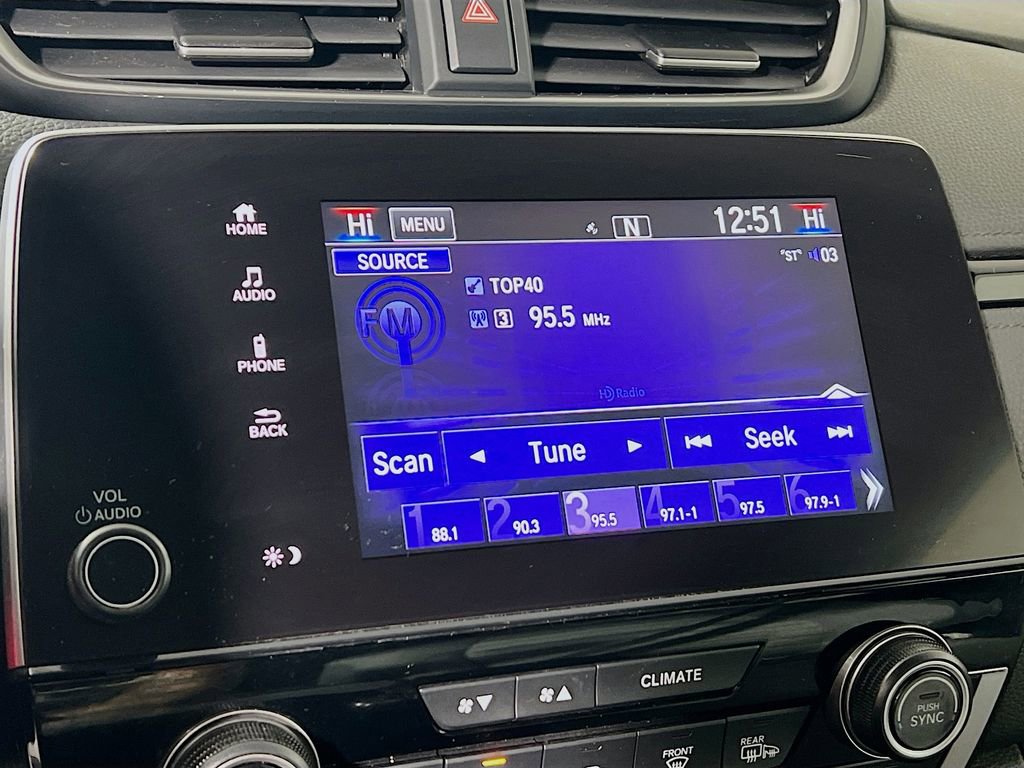 Hi MENU N 12:51 Hi
SOURCE
"ST" 03
HOME
AUDIO
PHONE
BACK
FM
TOP40
3 95.5 MHz
HD Radio
Scan Tune Seek
1 88.1 2 90.3 3 95.5 4 97.1-1 5 97.5 6 97.9-1
VOL
AUDIO
CLIMATE
PUSH
SYNC
FRONT
REAR